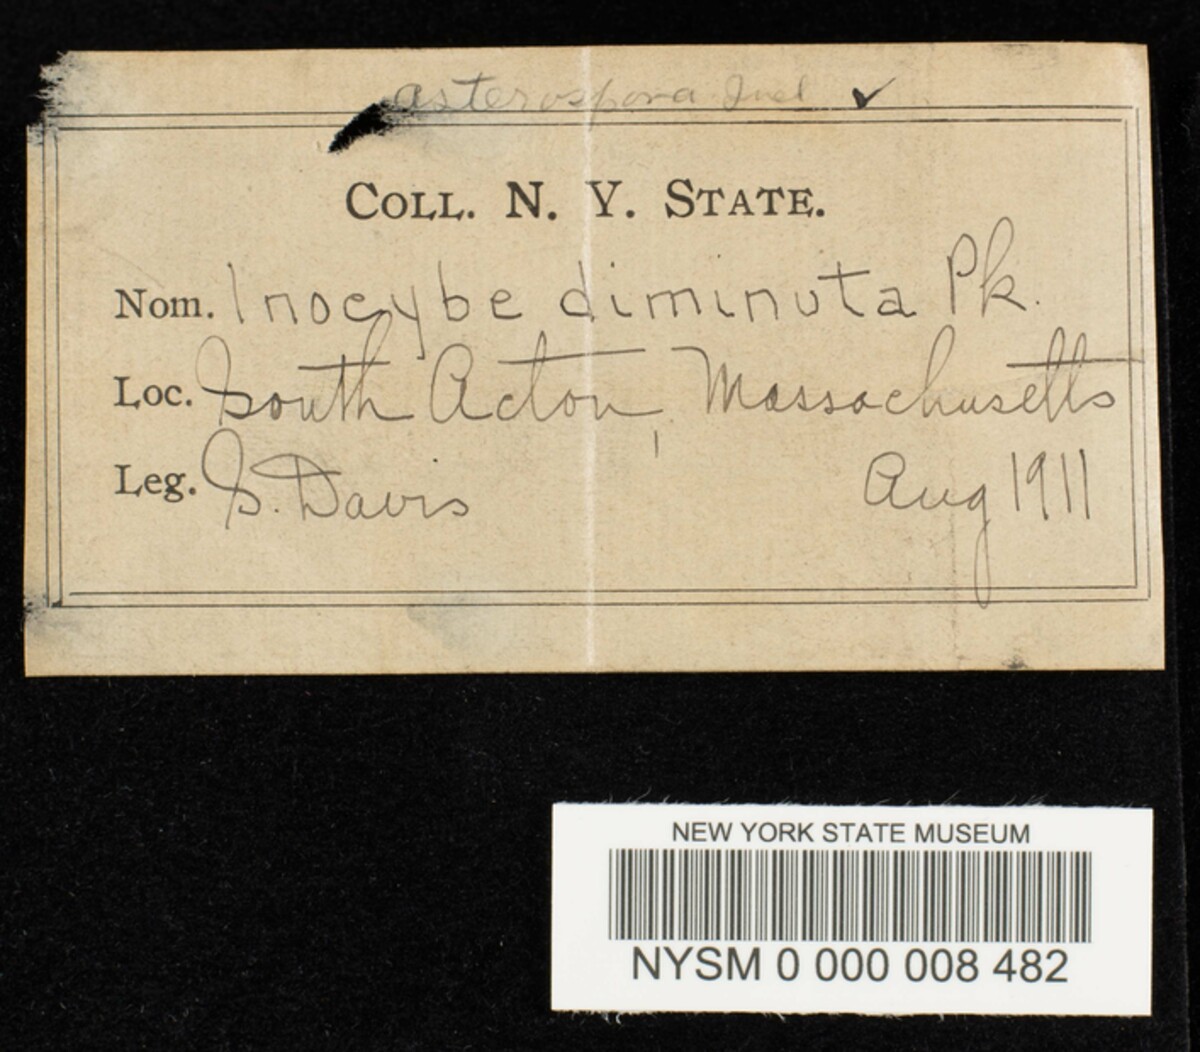 asterospora Quel ✓
COLL. N. Y. STATE.
Nom. Inocybe diminuta Pk.
Loc. South Acton, Massachusetts
Leg. S. Davis Aug 1911
NEW YORK STATE MUSEUM
NYSM 0 000 008 482